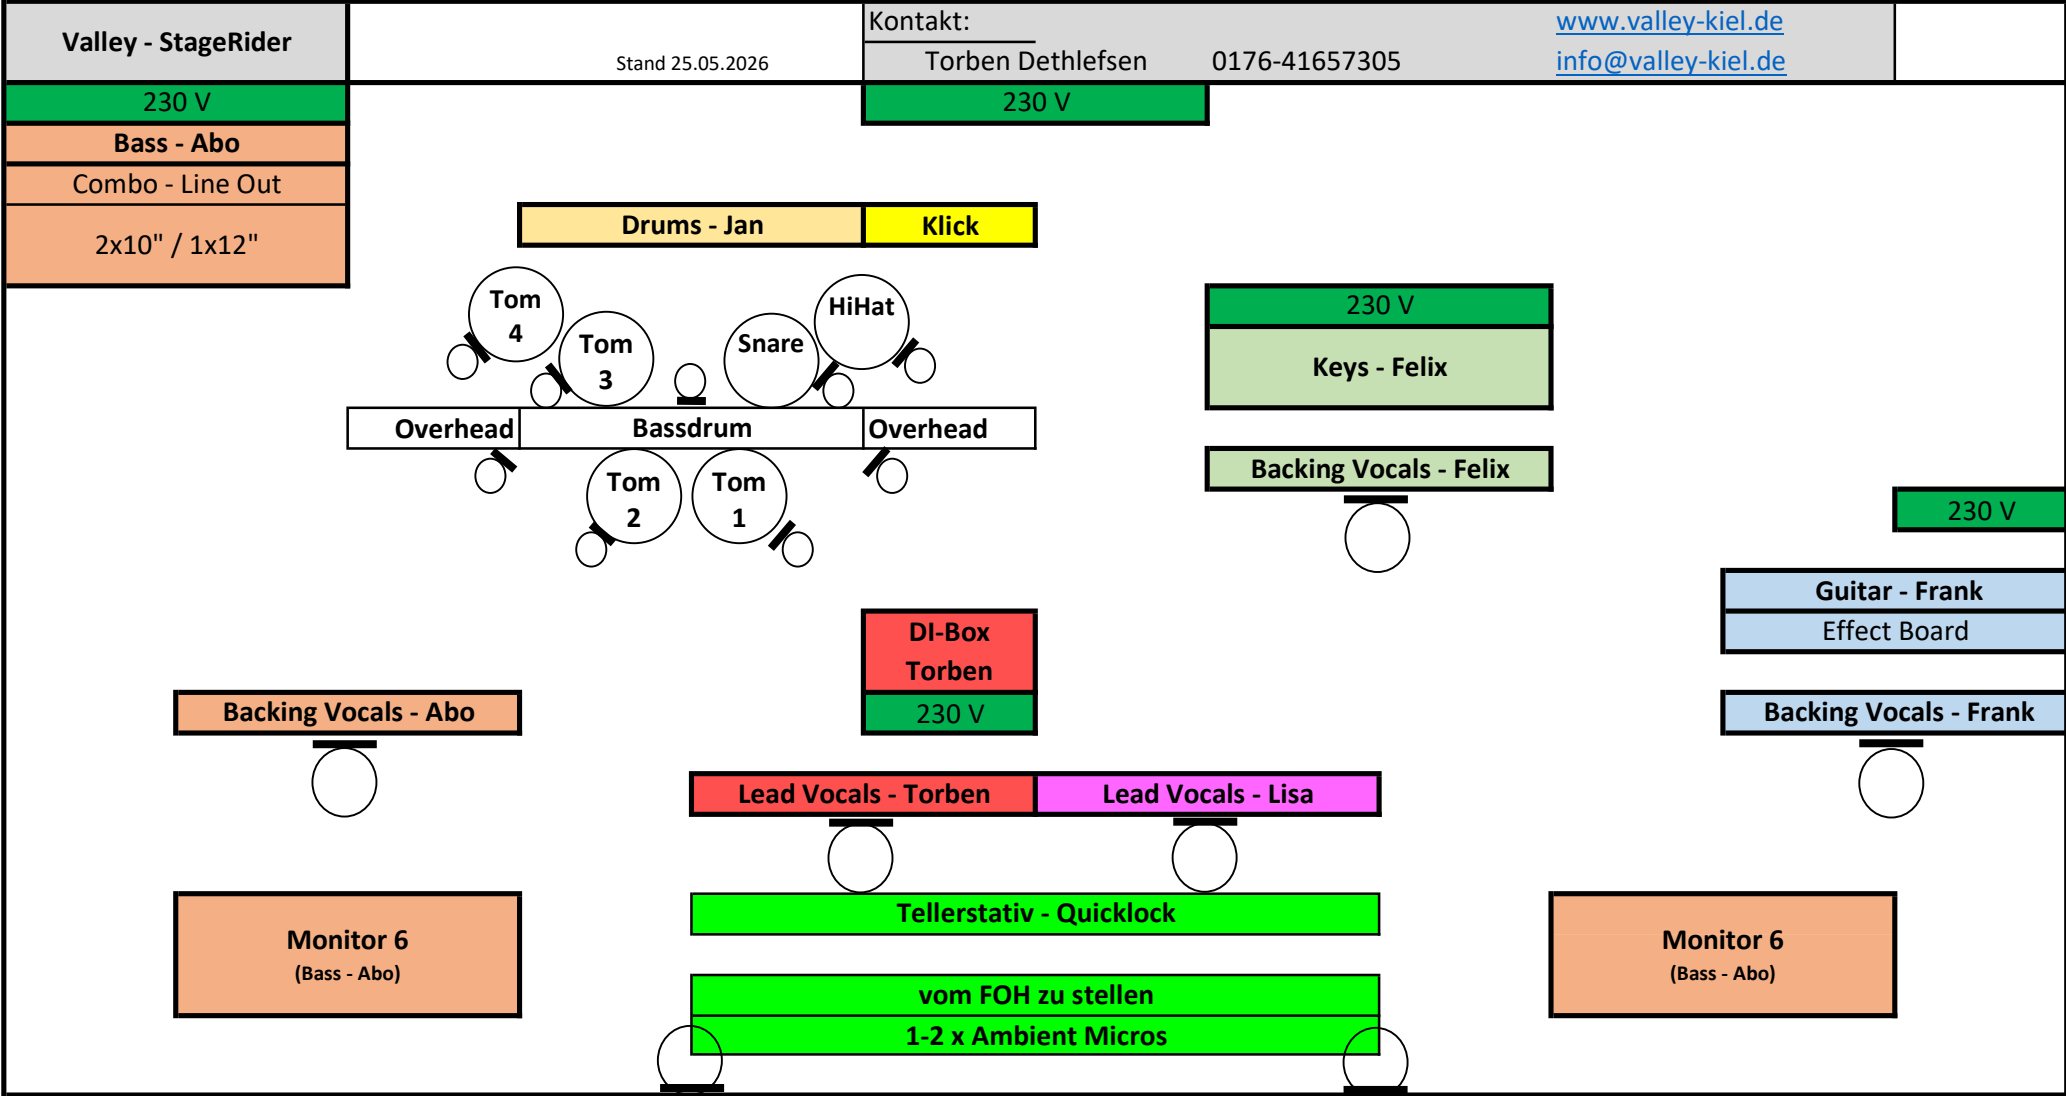 Valley - StageRider
Stand 25.05.2026
Kontakt:
www.valley-kiel.de
Torben Dethlefsen 0176-41657305
info@valley-kiel.de
230 V
230 V
Bass - Abo
Combo - Line Out
2x10" / 1x12"
Drums - Jan
Klick
Tom
4
Tom
3
Snare
HiHat
Overhead
Bassdrum
Overhead
Tom
2
Tom
1
230 V
Keys - Felix
Backing Vocals - Felix
230 V
Guitar - Frank
Effect Board
DI-Box
Torben
230 V
Backing Vocals - Abo
Backing Vocals - Frank
Lead Vocals - Torben
Lead Vocals - Lisa
Tellerstativ - Quicklock
Monitor 6
(Bass - Abo)
Monitor 6
(Bass - Abo)
vom FOH zu stellen
1-2 x Ambient Micros